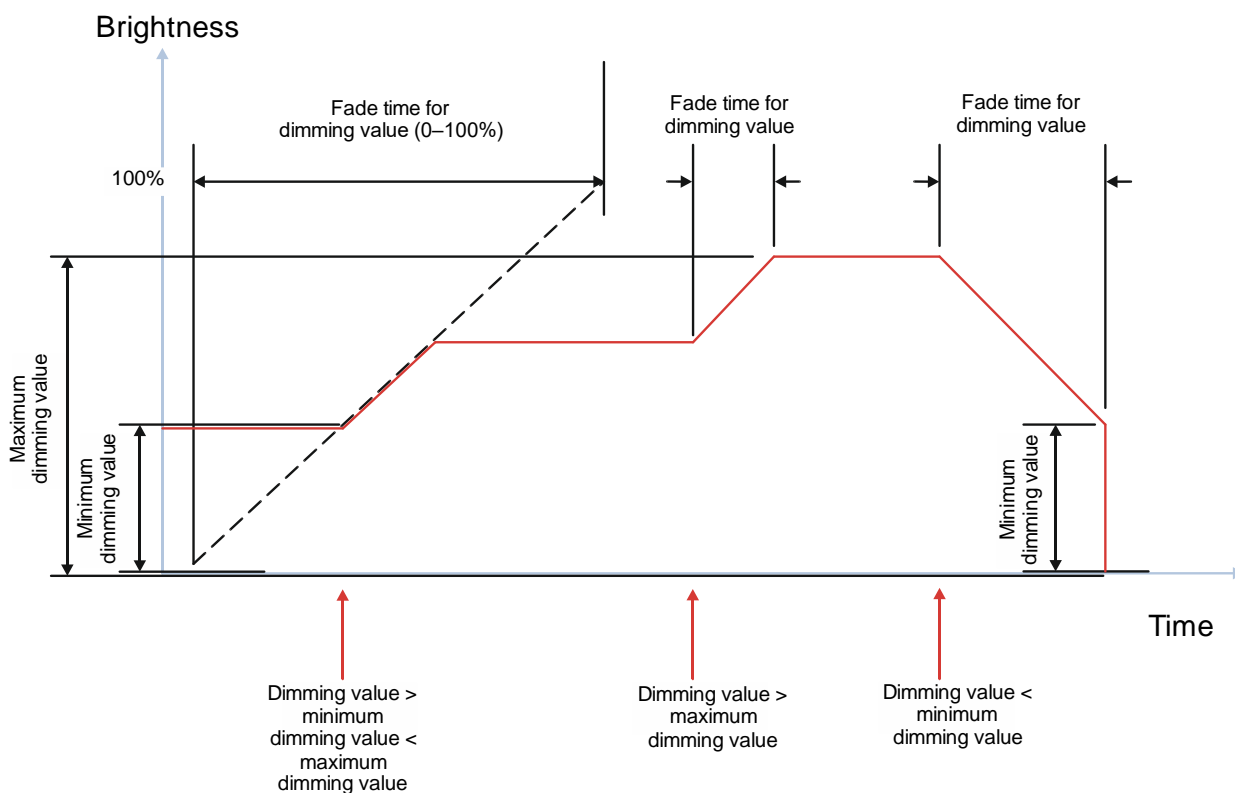 Brightness
Fade time for
dimming value (0–100%)
Fade time for
dimming value
Fade time for
dimming value
100%
Maximum
dimming value
Minimum
dimming value
Minimum
dimming value
Time
Dimming value >
minimum
dimming value <
maximum
dimming value
Dimming value >
maximum
dimming value
Dimming value <
minimum
dimming value